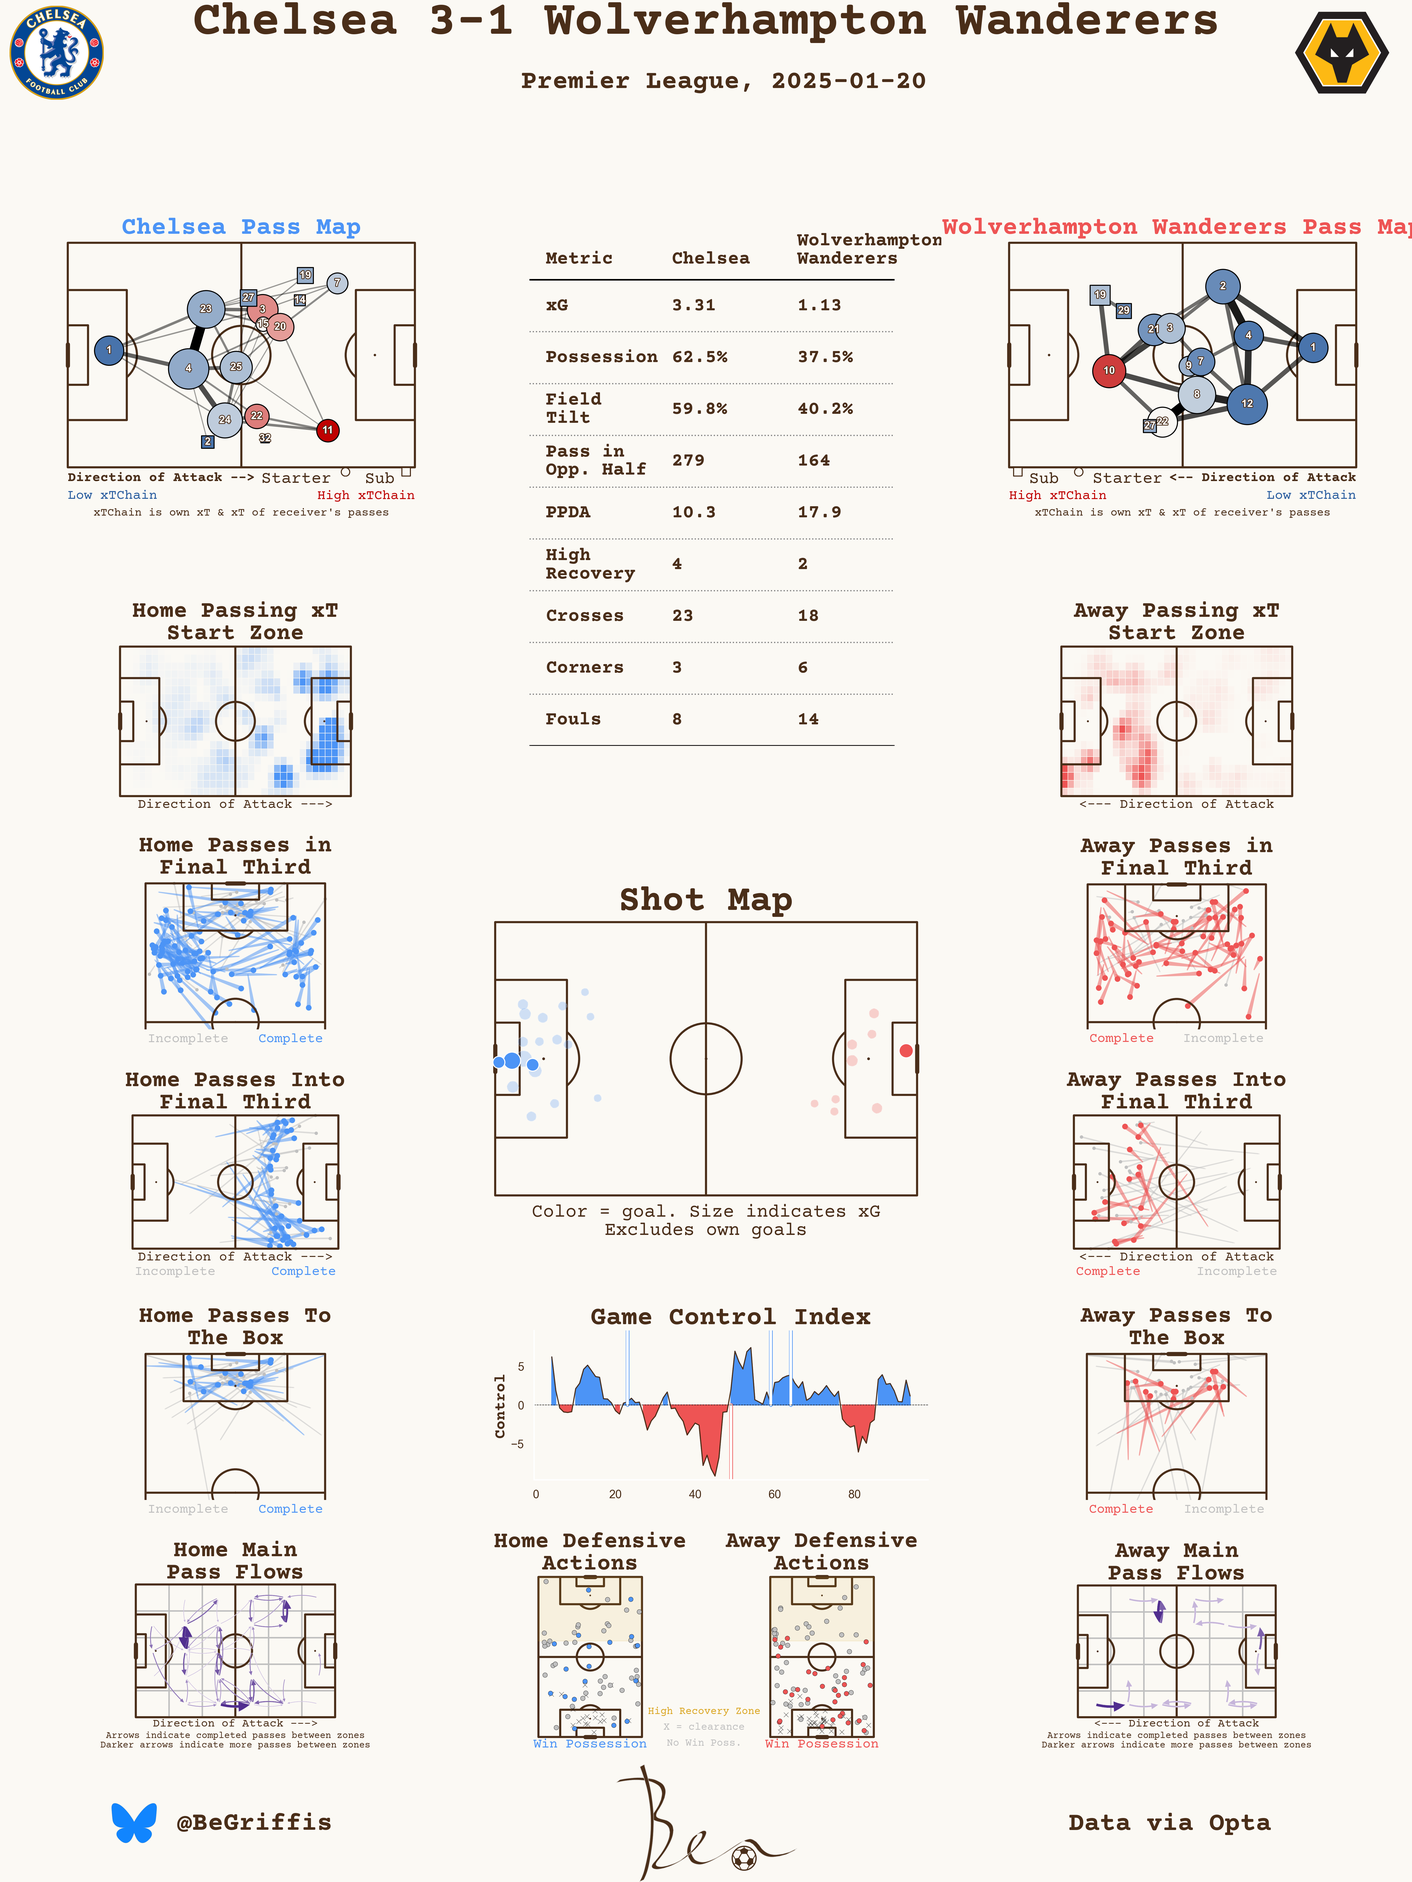 Chelsea 3-1 Wolverhampton Wanderers
Premier League, 2025-01-20
CHELSEA
FOOTBALL CLUB
Chelsea Pass Map
19
7
27
14
23
3
15
20
1
4
25
24
22
11
2
32
Direction of Attack --> Starter Sub
Low xTChain High xTChain
xTChain is own xT & xT of receiver's passes
Metric Chelsea Wolverhampton Wanderers
xG 3.31 1.13
Possession 62.5% 37.5%
Field Tilt 59.8% 40.2%
Pass in Opp. Half 279 164
PPDA 10.3 17.9
High Recovery 4 2
Crosses 23 18
Corners 3 6
Fouls 8 14
Wolverhampton Wanderers Pass Map
2
19
29
21
3
4
1
9
7
10
8
12
27
22
Sub Starter <-- Direction of Attack
High xTChain Low xTChain
xTChain is own xT & xT of receiver's passes
Home Passing xT
Start Zone
Direction of Attack --->
Away Passing xT
Start Zone
<--- Direction of Attack
Home Passes in
Final Third
Incomplete Complete
Away Passes in
Final Third
Complete Incomplete
Shot Map
Color = goal. Size indicates xG
Excludes own goals
Home Passes Into
Final Third
Direction of Attack --->
Incomplete Complete
Away Passes Into
Final Third
<--- Direction of Attack
Complete Incomplete
Home Passes To
The Box
Incomplete Complete
Game Control Index
Control
5
0
−5
0 20 40 60 80
Away Passes To
The Box
Complete Incomplete
Home Main
Pass Flows
Direction of Attack --->
Arrows indicate completed passes between zones
Darker arrows indicate more passes between zones
Home Defensive
Actions
Win Possession
High Recovery Zone
X = clearance
No Win Poss.
Away Defensive
Actions
Win Possession
Away Main
Pass Flows
<--- Direction of Attack
Arrows indicate completed passes between zones
Darker arrows indicate more passes between zones
@BeGriffis
Ben
Data via Opta